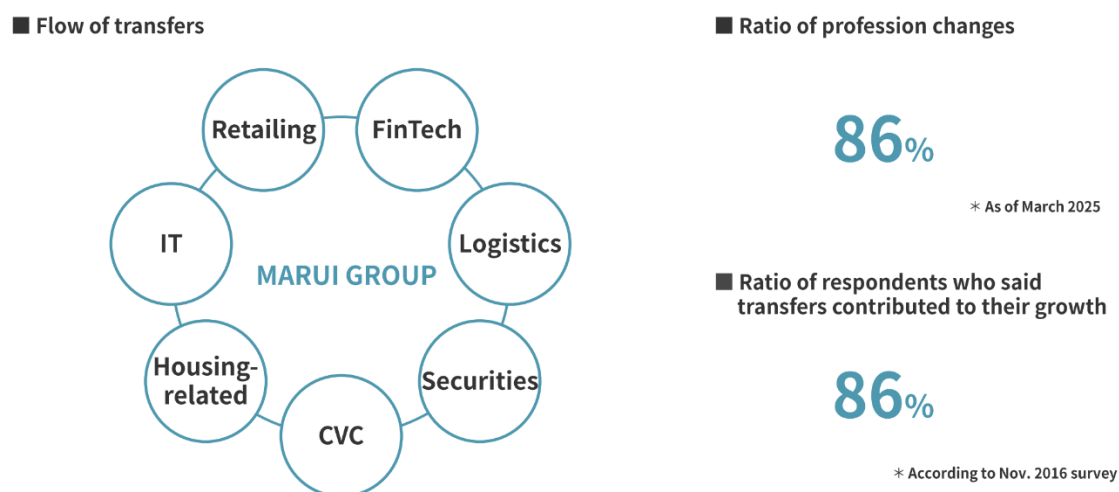 ■ Flow of transfers
Retailing
FinTech
IT
Logistics
MARUI GROUP
Housing-
related
Securities
CVC
■ Ratio of profession changes
86%
＊ As of March 2025
■ Ratio of respondents who said
transfers contributed to their growth
86%
＊ According to Nov. 2016 survey